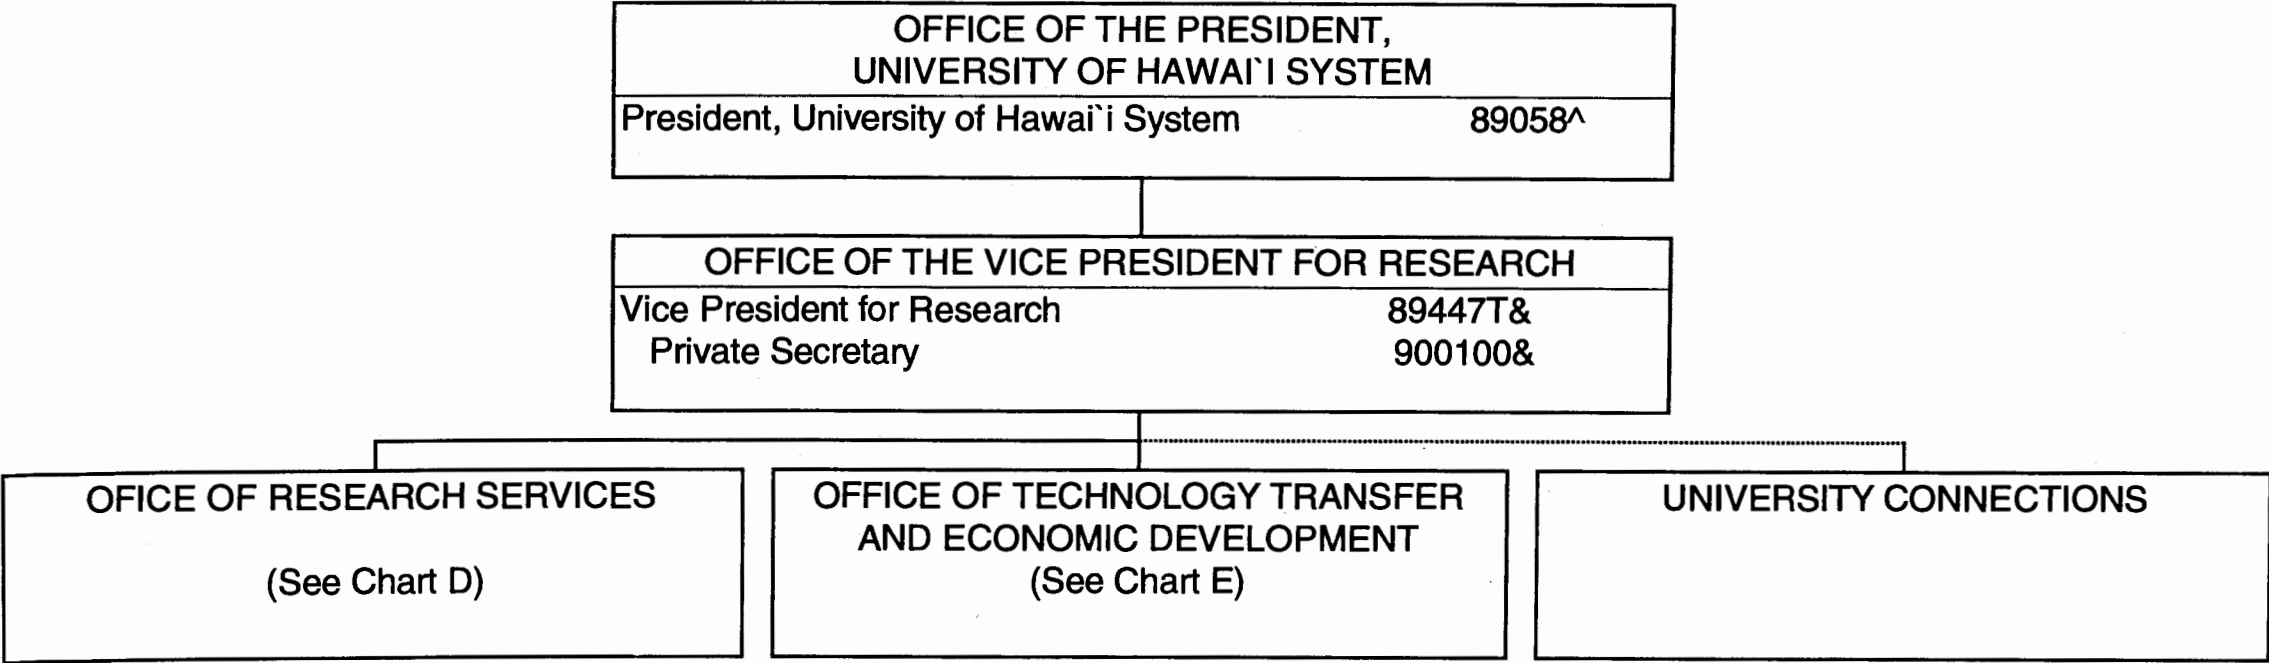 OFFICE OF THE PRESIDENT,
UNIVERSITY OF HAWAI`I SYSTEM
President, University of Hawai`i System 89058^
OFFICE OF THE VICE PRESIDENT FOR RESEARCH
Vice President for Research 89447T&
Private Secretary 900100&
OFICE OF RESEARCH SERVICES
(See Chart D)
OFFICE OF TECHNOLOGY TRANSFER
AND ECONOMIC DEVELOPMENT
(See Chart E)
UNIVERSITY CONNECTIONS